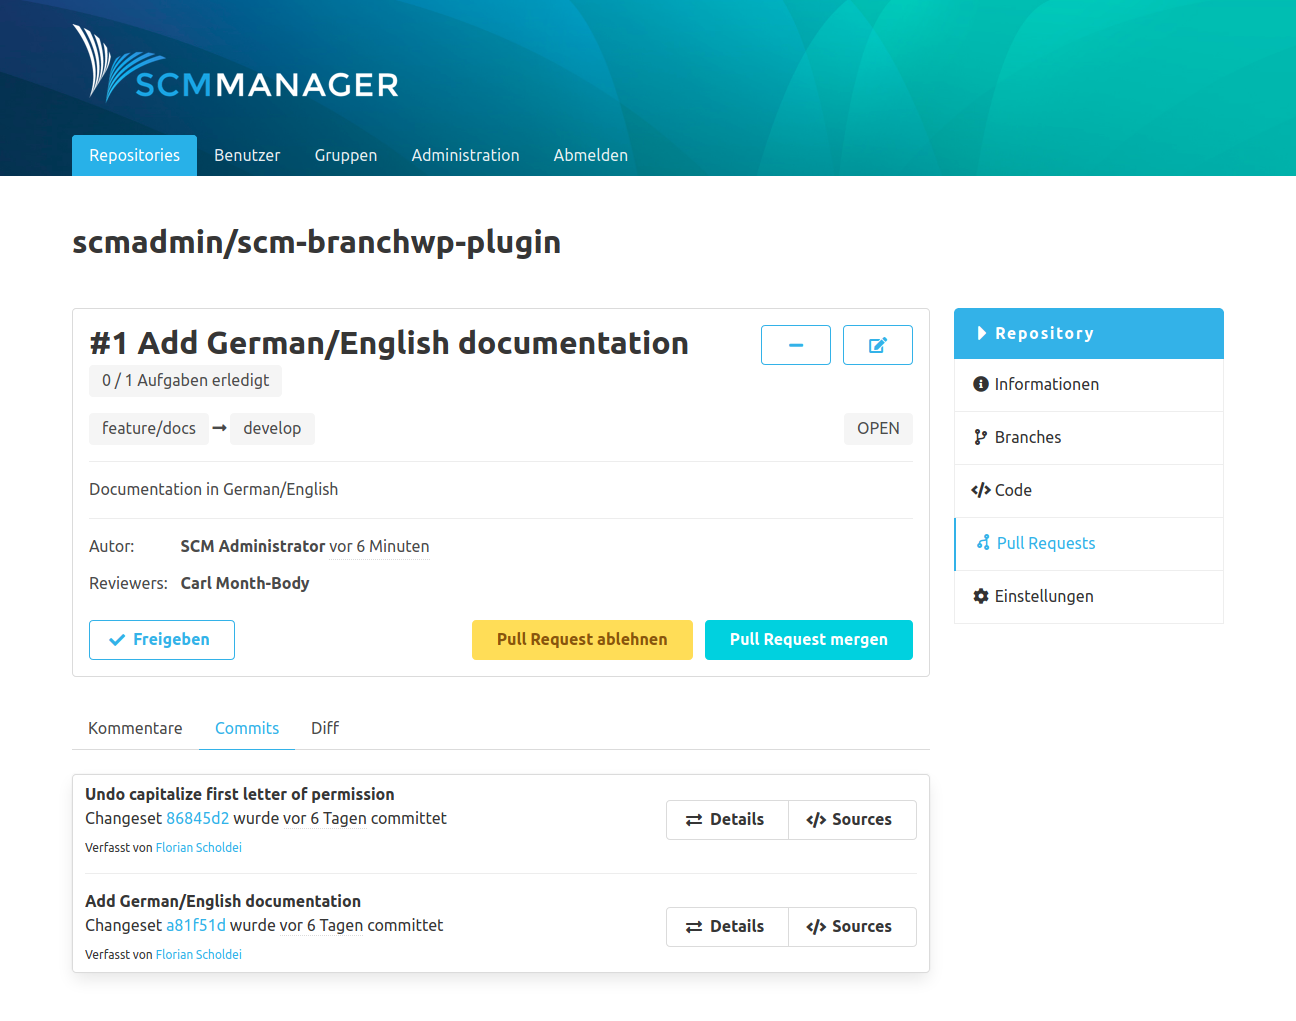 SCMMANAGER
Repositories Benutzer Gruppen Administration Abmelden
scmadmin/scm-branchwp-plugin
#1 Add German/English documentation
0 / 1 Aufgaben erledigt
feature/docs → develop OPEN
Documentation in German/English
Autor: SCM Administrator vor 6 Minuten
Reviewers: Carl Month-Body
Freigeben Pull Request ablehnen Pull Request mergen
Repository
Informationen
Branches
Code
Pull Requests
Einstellungen
Kommentare Commits Diff
Undo capitalize first letter of permission
Changeset 86845d2 wurde vor 6 Tagen committet
Verfasst von Florian Scholdei
Details Sources
Add German/English documentation
Changeset a81f51d wurde vor 6 Tagen committet
Verfasst von Florian Scholdei
Details Sources